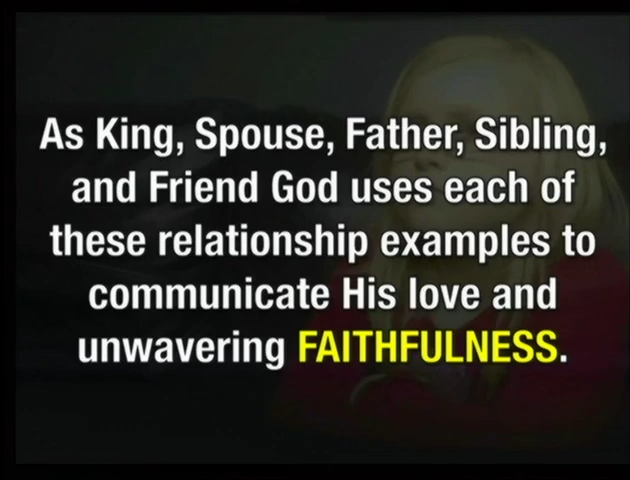 As King, Spouse, Father, Sibling,
and Friend God uses each of
these relationship examples to
communicate His love and
unwavering FAITHFULNESS.